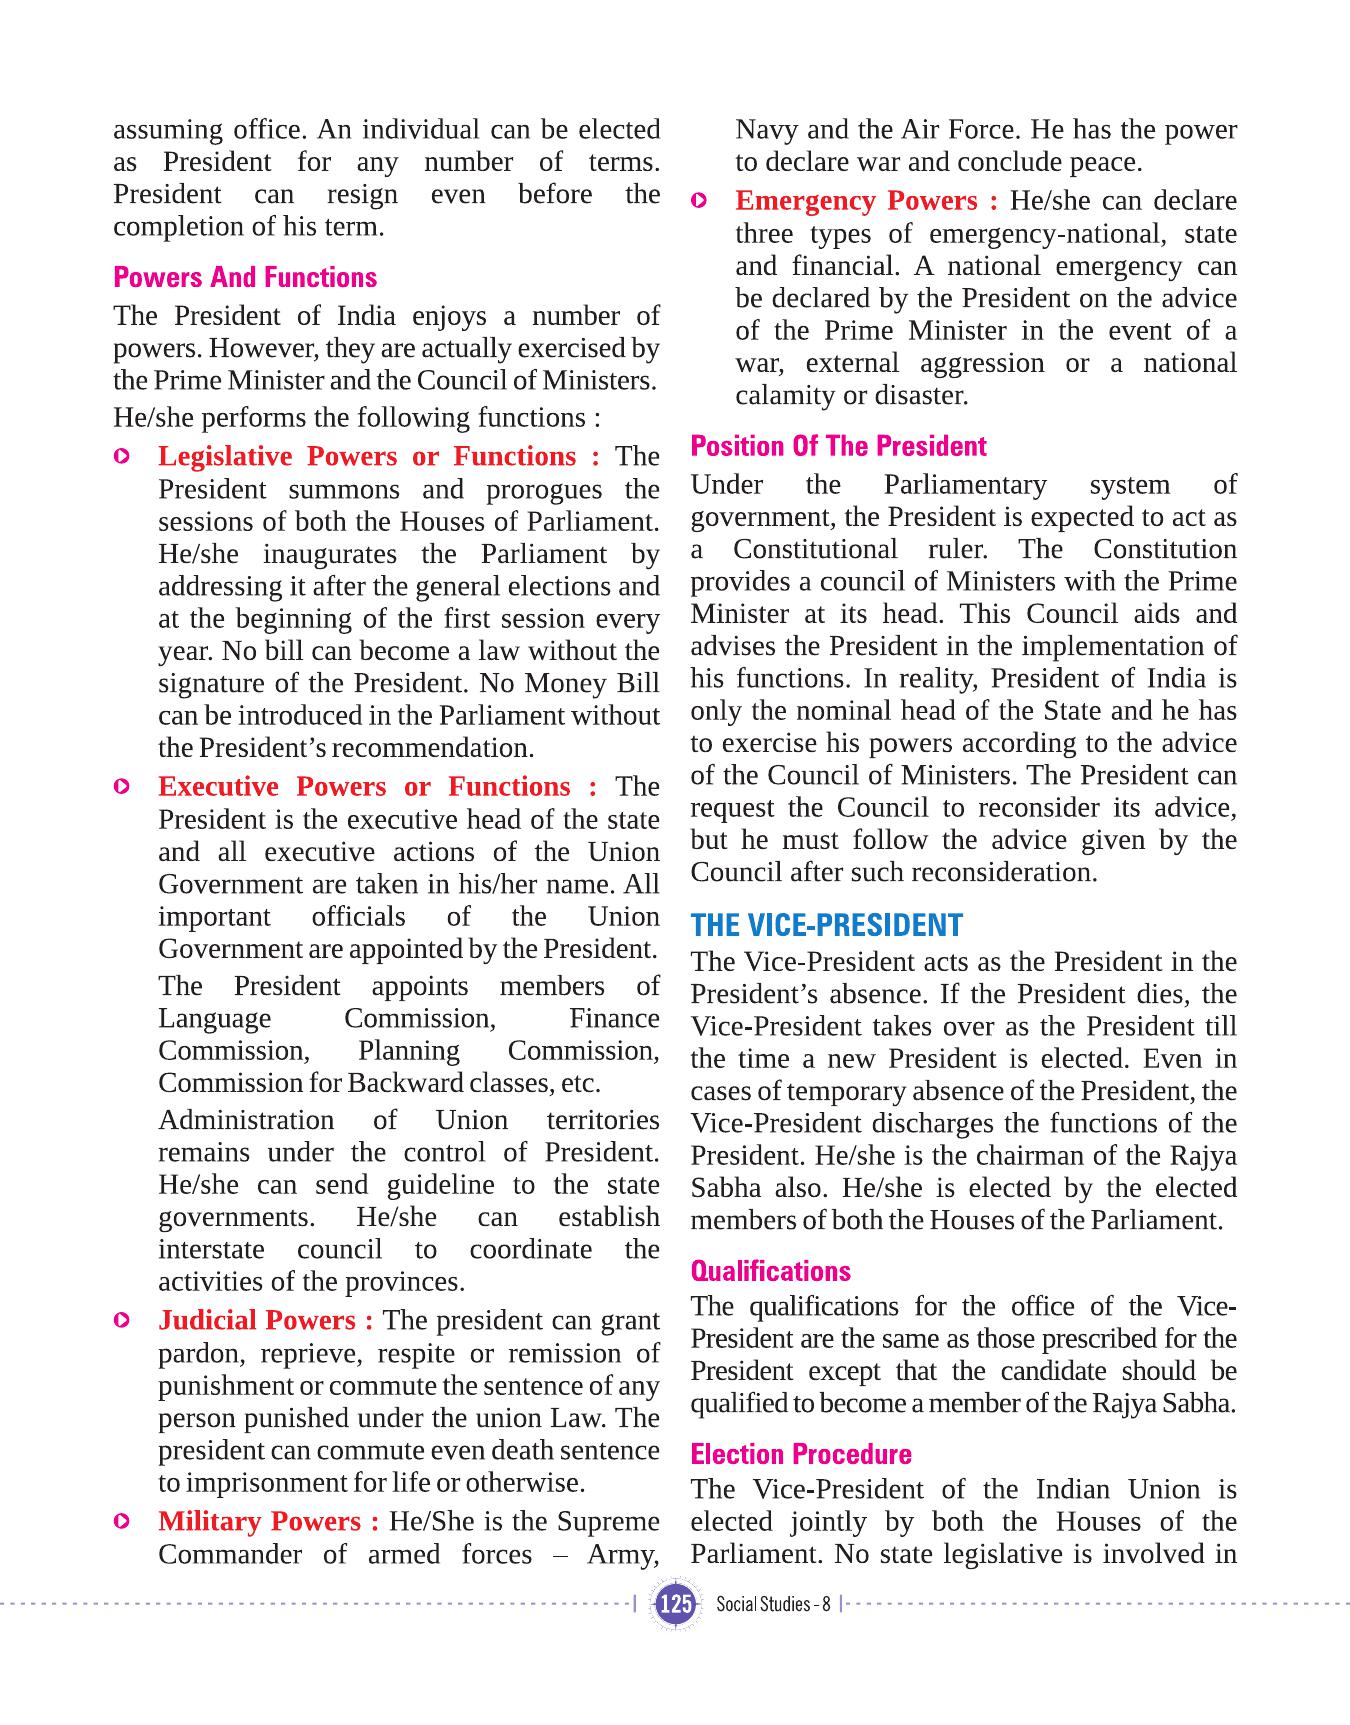 assuming office. An individual can be elected
as President for any number of terms.
President can resign even before the
completion of his term.
Powers And Functions
The President of India enjoys a number of
powers. However, they are actually exercised by
the Prime Minister and the Council of Ministers.
He/she performs the following functions :
Legislative Powers or Functions : The
President summons and prorogues the
sessions of both the Houses of Parliament.
He/she inaugurates the Parliament by
addressing it after the general elections and
at the beginning of the first session every
year. No bill can become a law without the
signature of the President. No Money Bill
can be introduced in the Parliament without
the President’s recommendation.
Executive Powers or Functions : The
President is the executive head of the state
and all executive actions of the Union
Government are taken in his/her name. All
important officials of the Union
Government are appointed by the President.
The President appoints members of
Language Commission, Finance
Commission, Planning Commission,
Commission for Backward classes, etc.
Administration of Union territories
remains under the control of President.
He/she can send guideline to the state
governments. He/she can establish
interstate council to coordinate the
activities of the provinces.
Judicial Powers : The president can grant
pardon, reprieve, respite or remission of
punishment or commute the sentence of any
person punished under the union Law. The
president can commute even death sentence
to imprisonment for life or otherwise.
Military Powers : He/She is the Supreme
Commander of armed forces – Army,
Navy and the Air Force. He has the power
to declare war and conclude peace.
Emergency Powers : He/she can declare
three types of emergency-national, state
and financial. A national emergency can
be declared by the President on the advice
of the Prime Minister in the event of a
war, external aggression or a national
calamity or disaster.
Position Of The President
Under the Parliamentary system of
government, the President is expected to act as
a Constitutional ruler. The Constitution
provides a council of Ministers with the Prime
Minister at its head. This Council aids and
advises the President in the implementation of
his functions. In reality, President of India is
only the nominal head of the State and he has
to exercise his powers according to the advice
of the Council of Ministers. The President can
request the Council to reconsider its advice,
but he must follow the advice given by the
Council after such reconsideration.
THE VICE-PRESIDENT
The Vice-President acts as the President in the
President’s absence. If the President dies, the
Vice-President takes over as the President till
the time a new President is elected. Even in
cases of temporary absence of the President, the
Vice-President discharges the functions of the
President. He/she is the chairman of the Rajya
Sabha also. He/she is elected by the elected
members of both the Houses of the Parliament.
Qualifications
The qualifications for the office of the Vice-
President are the same as those prescribed for the
President except that the candidate should be
qualified to become a member of the Rajya Sabha.
Election Procedure
The Vice-President of the Indian Union is
elected jointly by both the Houses of the
Parliament. No state legislative is involved in
125 Social Studies - 8